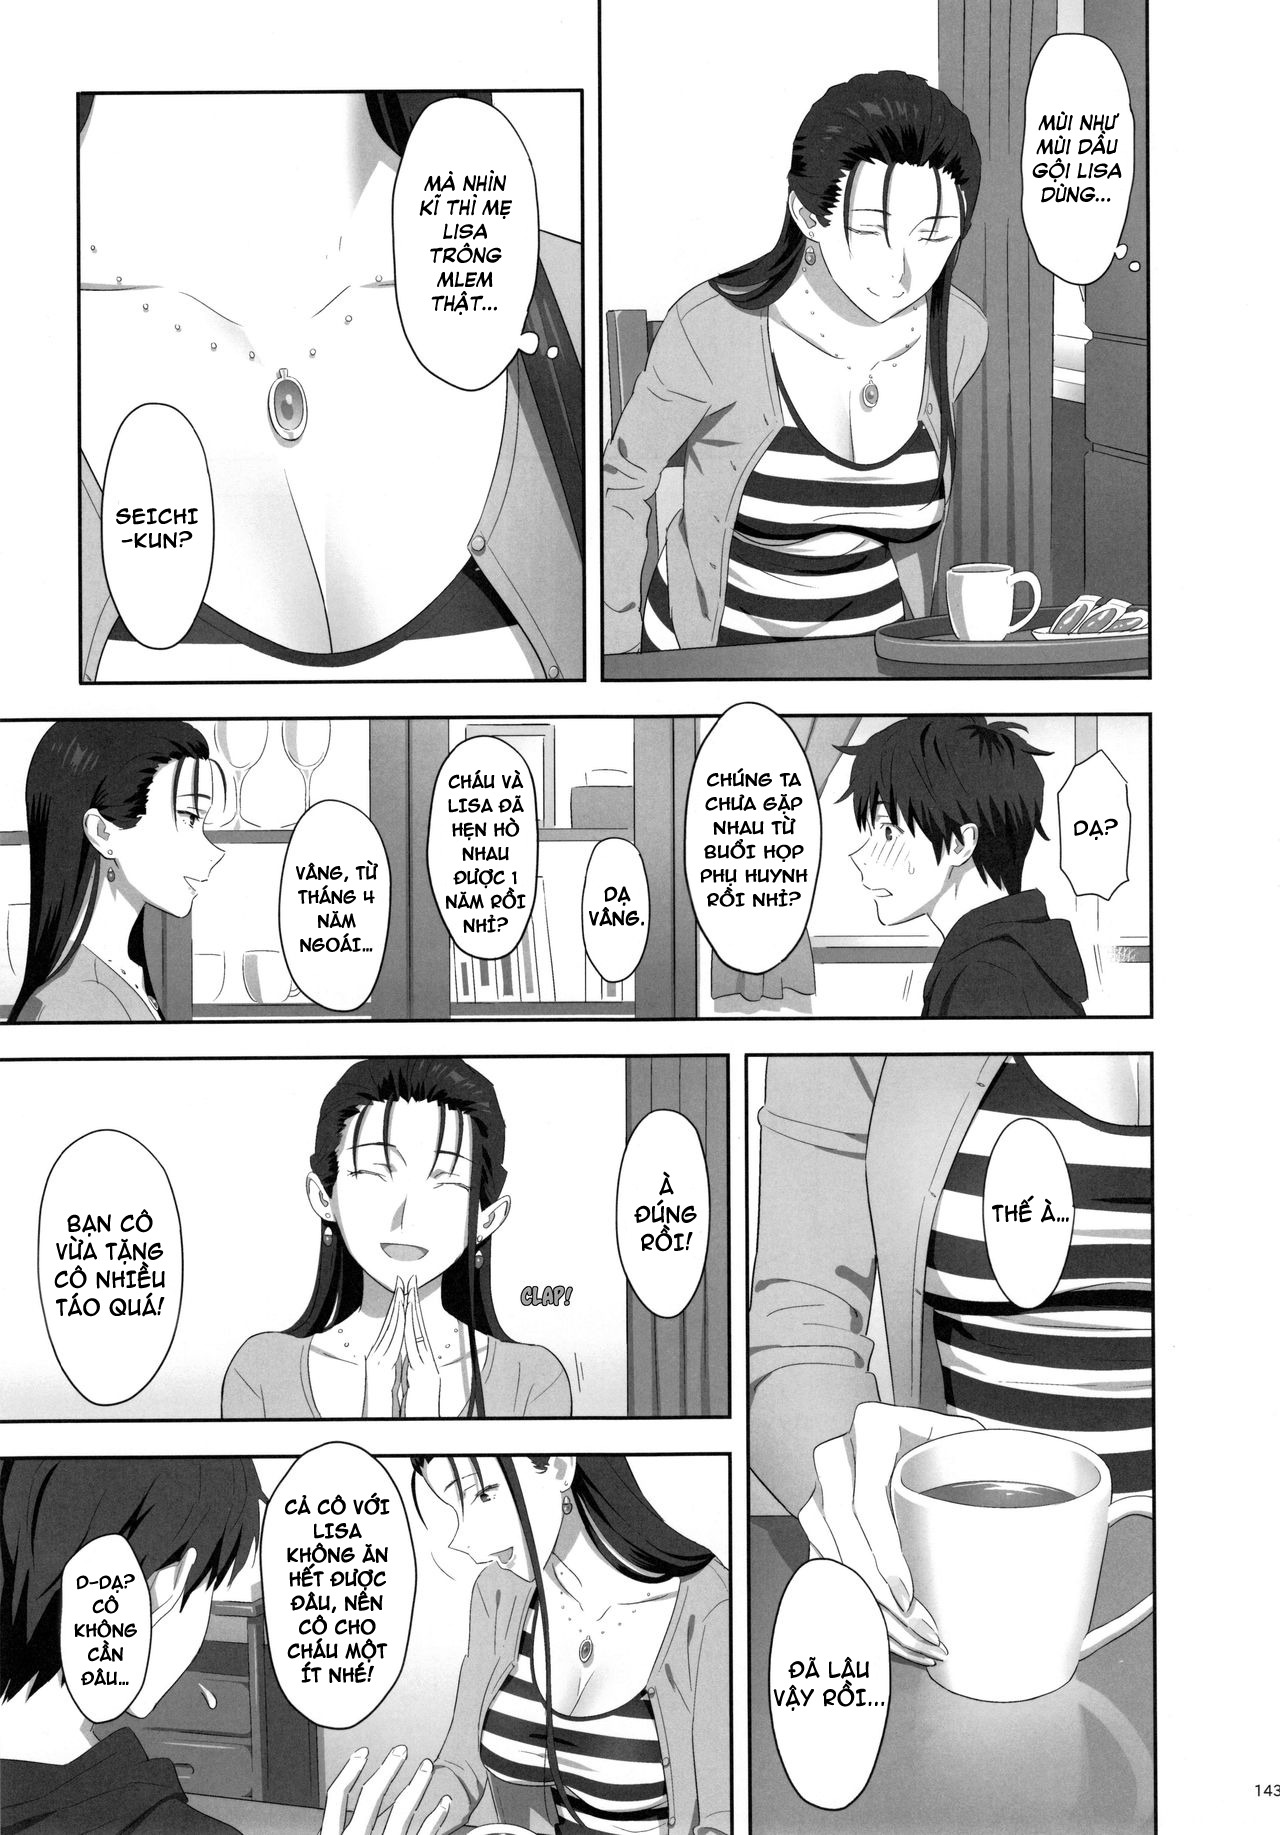 MÙI NHƯ
MÙI DẦU
GỘI LISA
DÙNG...
MÀ NHÌN
KĨ THÌ MẸ
LISA
TRÔNG
MLEM
THẬT...
SEICHI
-KUN?
DẠ?
CHÚNG TA
CHƯA GẶP
NHAU TỪ
BUỔI HỌP
PHỤ HUYNH
RỒI NHỈ?
DẠ
VÂNG.
CHÁU VÀ
LISA ĐÃ
HẸN HÒ
NHAU
ĐƯỢC 1
NĂM RỒI
NHỈ?
VÂNG, TỪ
THÁNG 4
NĂM
NGOÁI...
THẾ À...
ĐÃ LÂU
VẬY RỒI...
À
ĐÚNG
RỒI!
CLAP!
BẠN CÔ
VỪA TẶNG
CÔ NHIỀU
TÁO QUÁ!
CẢ CÔ VỚI
LISA
KHÔNG ĂN
HẾT ĐƯỢC
ĐÂU, NÊN
CÔ CHO
CHÁU MỘT
ÍT NHÉ!
D-DẠ?
CÔ
KHÔNG
CẦN
ĐÂU...
143